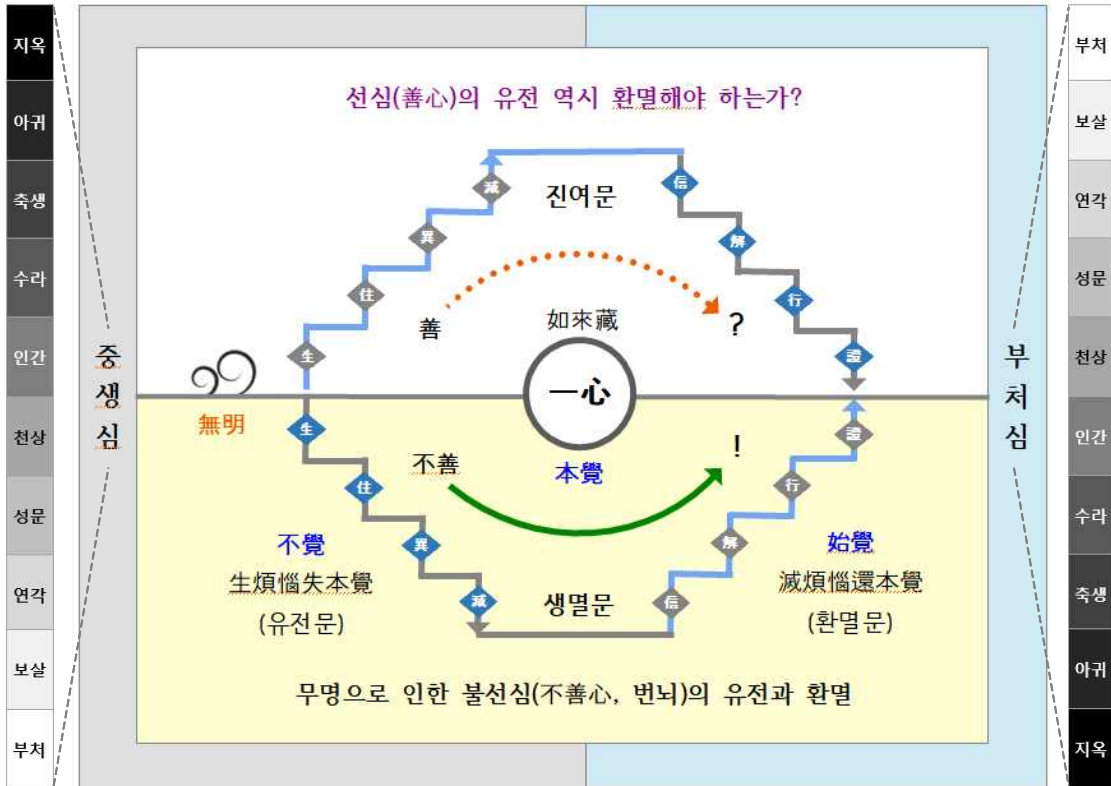 지옥
아귀
축생
수라
인간
천상
성문
연각
보살
부처
중
생
심
선심(善心)의 유전 역시 환멸해야 하는가?
진여문
減
異
住
生
信
解
行
證
善
?
如來藏
一心
無明
本覺
不善
!
生
住
異
減
證
行
解
信
不覺
生煩惱失本覺
(유전문)
생멸문
始覺
滅煩惱還本覺
(환멸문)
무명으로 인한 불선심(不善心, 번뇌)의 유전과 환멸
부
처
심
부처
보살
연각
성문
천상
인간
수라
축생
아귀
지옥